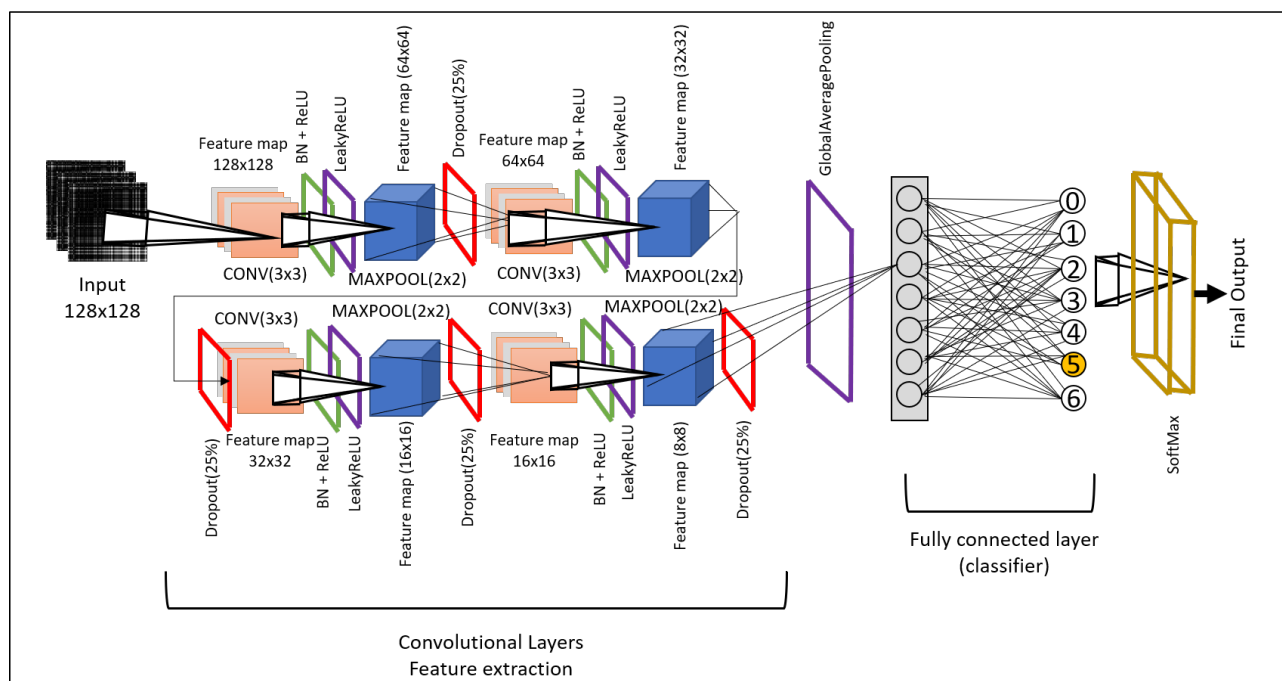 Input
128x128
Feature map
128x128
CONV(3x3)
BN + ReLU
LeakyReLU
Feature map (64x64)
MAXPOOL(2x2)
Dropout(25%)
Feature map
64x64
CONV(3x3)
BN + ReLU
LeakyReLU
Feature map (32x32)
MAXPOOL(2x2)
Dropout(25%)
CONV(3x3)
Feature map
32x32
BN + ReLU
LeakyReLU
MAXPOOL(2x2)
Feature map (16x16)
Dropout(25%)
CONV(3x3)
Feature map
16x16
BN + ReLU
LeakyReLU
MAXPOOL(2x2)
Feature map (8x8)
Dropout(25%)
GlobalAveragePooling
0
1
2
3
4
5
6
SoftMax
Final Output
Fully connected layer
(classifier)
Convolutional Layers
Feature extraction